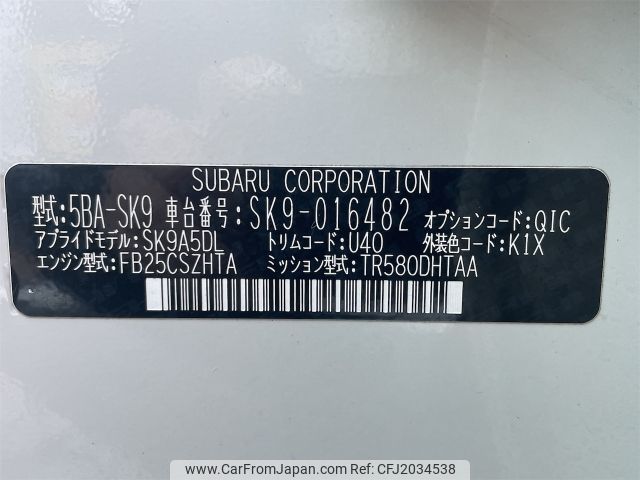 SUBARU CORPORATION
型式:5BA-SK9 車台番号:SK9-016482 オプションコード:QIC
アプライドモデル:SK9A5DL トリムコード:U40 外装色コード:K1X
エンジン型式:FB25CSZHTA ミッション型式:TR580DHTAA
www.CAR FROM JAPAN.com - CFJ2034538